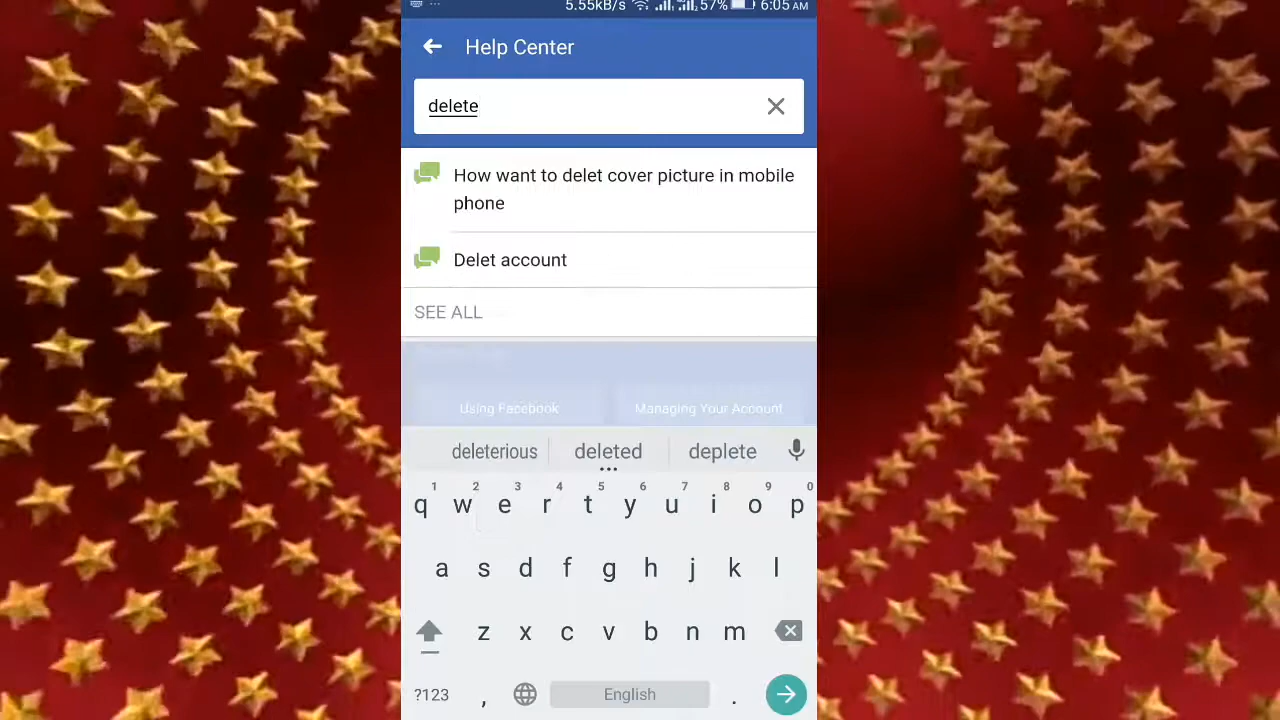 5.55kB/s 57% 6:05 AM
Help Center
delete
How want to delet cover picture in mobile
phone
Delet account
SEE ALL
Using Facebook Managing Your Account
deleterious deleted deplete
1 2 3 4 5 6 7 8 9 0
q w e r t y u i o p
a s d f g h j k l
z x c v b n m
?123 , English .